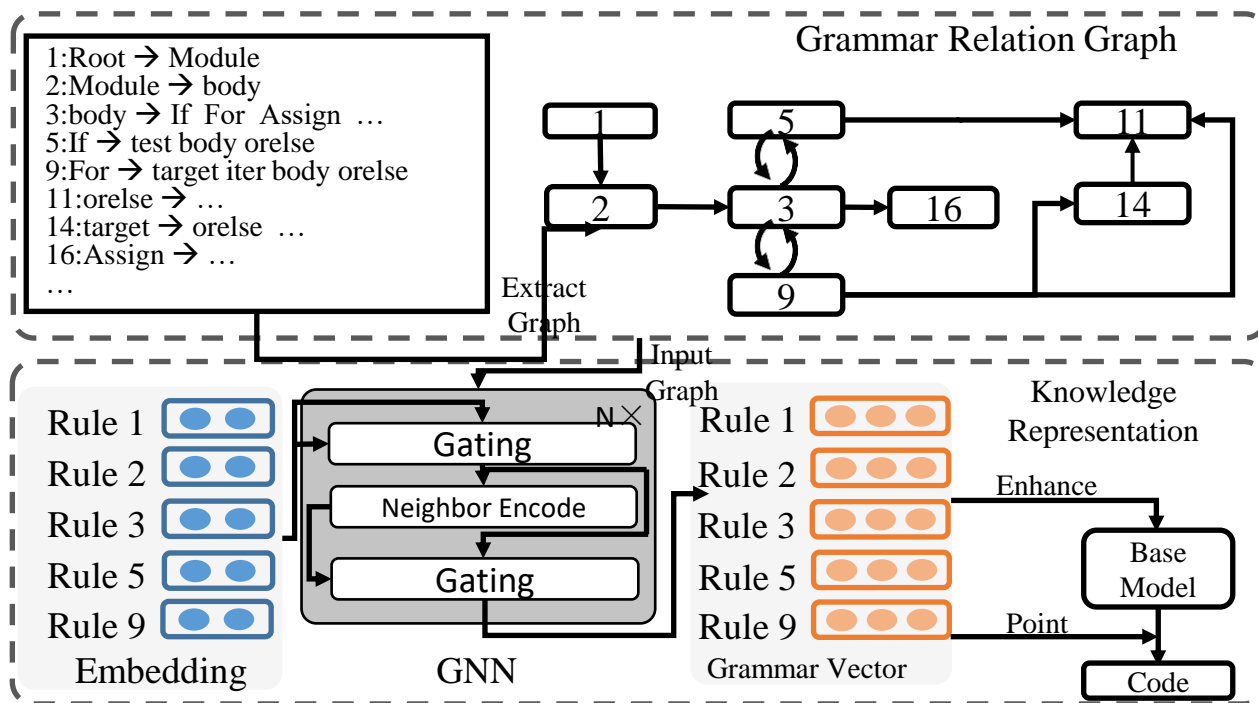 Grammar Relation Graph
1:Root → Module
2:Module → body
3:body → If For Assign …
5:If → test body orelse
9:For → target iter body orelse
11:orelse → …
14:target → orelse …
16:Assign → …
…
1
5
11
2
3
16
14
9
Extract
Graph
Input
Graph
Rule 1
Rule 2
Rule 3
Rule 5
Rule 9
Embedding
N×
Gating
Neighbor Encode
Gating
GNN
Rule 1
Rule 2
Rule 3
Rule 5
Rule 9
Grammar Vector
Knowledge
Representation
Enhance
Base
Model
Point
Code